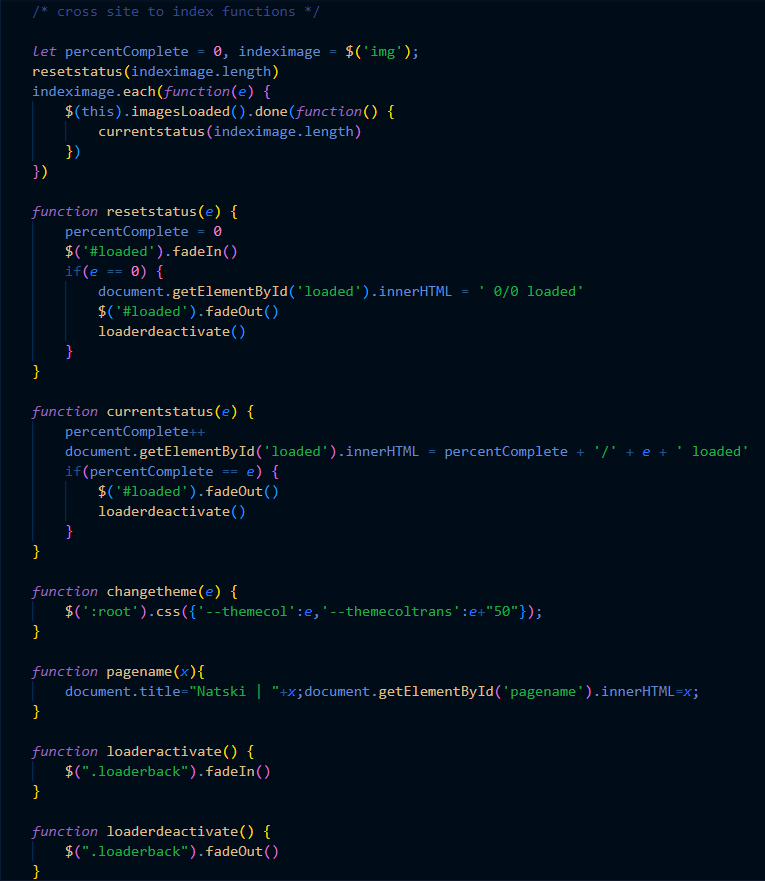 /* cross site to index functions */
let percentComplete = 0, indeximage = $('img');
resetstatus(indeximage.length)
indeximage.each(function(e) {
    $(this).imagesLoaded().done(function() {
        currentstatus(indeximage.length)
    })
})
function resetstatus(e) {
    percentComplete = 0
    $('#loaded').fadeIn()
    if(e == 0) {
        document.getElementById('loaded').innerHTML = ' 0/0 loaded'
        $('#loaded').fadeOut()
        loaderdeactivate()
    }
}
function currentstatus(e) {
    percentComplete++
    document.getElementById('loaded').innerHTML = percentComplete + '/' + e + ' loaded'
    if(percentComplete == e) {
        $('#loaded').fadeOut()
        loaderdeactivate()
    }
}
function changetheme(e) {
    $(':root').css({'--themecol':e,'--themecoltrans':e+"50"});
}
function pagename(x){
    document.title="Natski | "+x;document.getElementById('pagename').innerHTML=x;
}
function loaderactivate() {
    $(".loaderback").fadeIn()
}
function loaderdeactivate() {
    $(".loaderback").fadeOut()
}